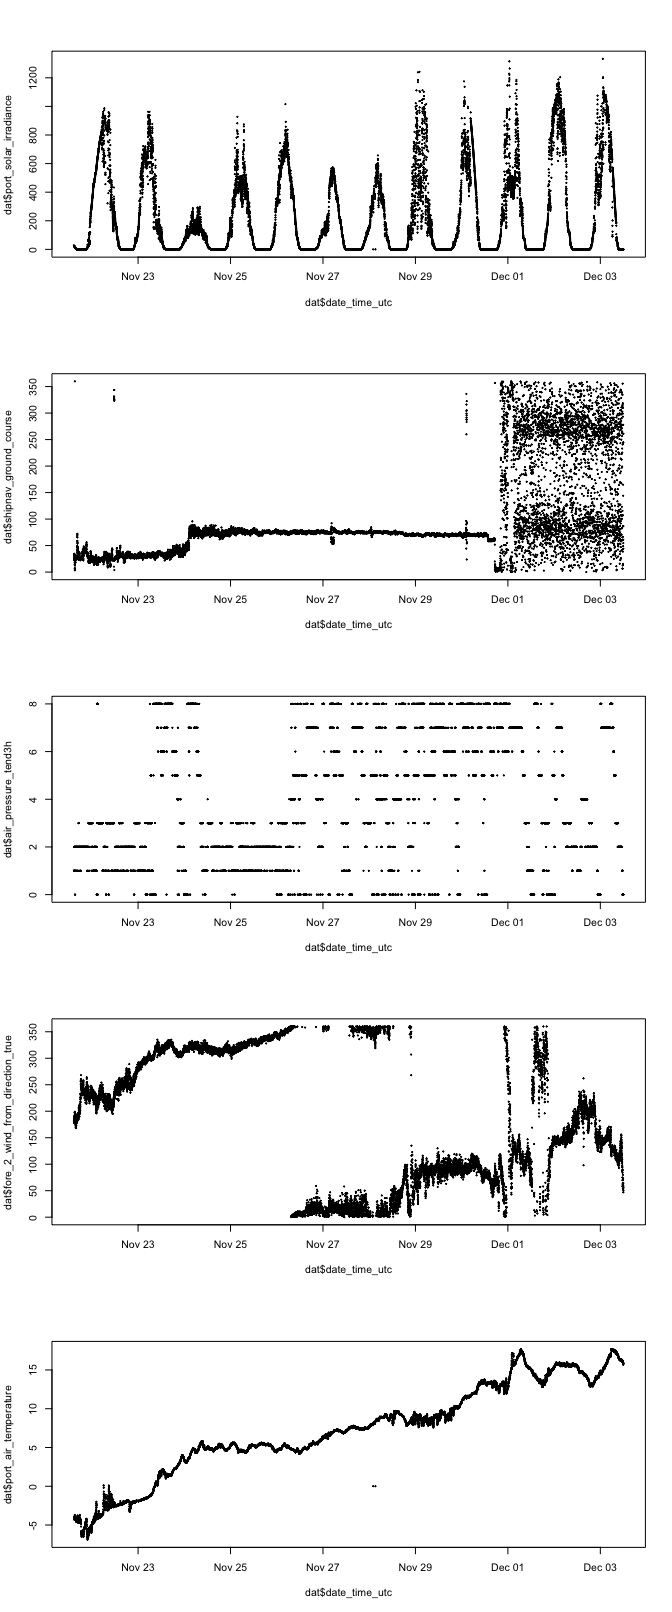 dat$port_solar_irradiance
0 200 400 600 800 1200
Nov 23 Nov 25 Nov 27 Nov 29 Dec 01 Dec 03
dat$date_time_utc
dat$shipnav_ground_course
0 50 100 150 200 250 300 350
Nov 23 Nov 25 Nov 27 Nov 29 Dec 01 Dec 03
dat$date_time_utc
dat$air_pressure_tend3h
0 2 4 6 8
Nov 23 Nov 25 Nov 27 Nov 29 Dec 01 Dec 03
dat$date_time_utc
dat$fore_2_wind_from_direction_true
0 50 100 150 200 250 300 350
Nov 23 Nov 25 Nov 27 Nov 29 Dec 01 Dec 03
dat$date_time_utc
dat$port_air_temperature
-5 0 5 10 15
Nov 23 Nov 25 Nov 27 Nov 29 Dec 01 Dec 03
dat$date_time_utc